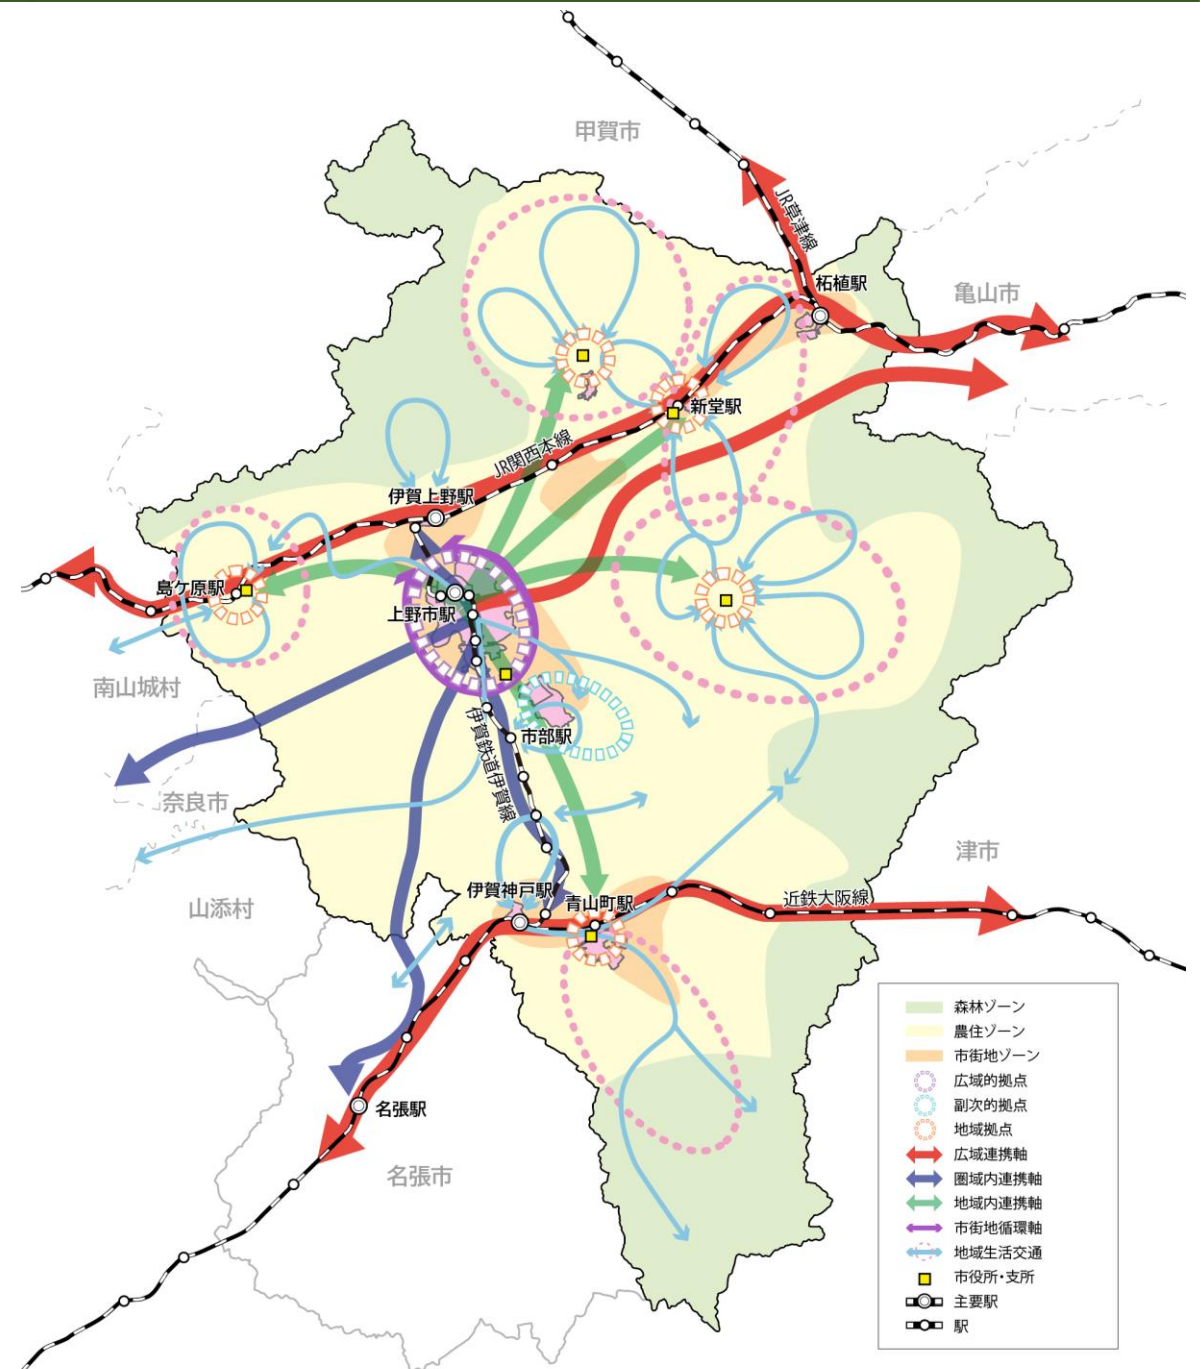 甲賀市
JR草津線
柘植駅
亀山市
新堂駅
JR関西本線
伊賀上野駅
島ケ原駅
上野市駅
南山城村
市部駅
伊賀鉄道伊賀線
奈良市
津市
山添村
伊賀神戸駅
青山町駅
近鉄大阪線
名張駅
名張市
森林ゾーン
農住ゾーン
市街地ゾーン
広域的拠点
副次的拠点
地域拠点
広域連携軸
圏域内連携軸
地域内連携軸
市街地循環軸
地域生活交通
市役所・支所
主要駅
駅